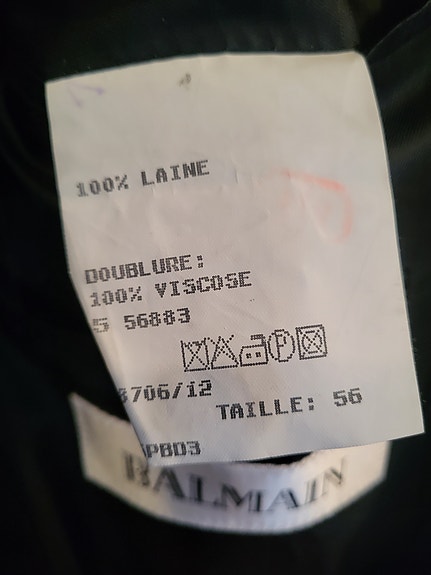 100% LAINE
DOUBLURE:
100% VISCOSE
5 56883
706/12
TAILLE: 56
PBD3
BALMAIN